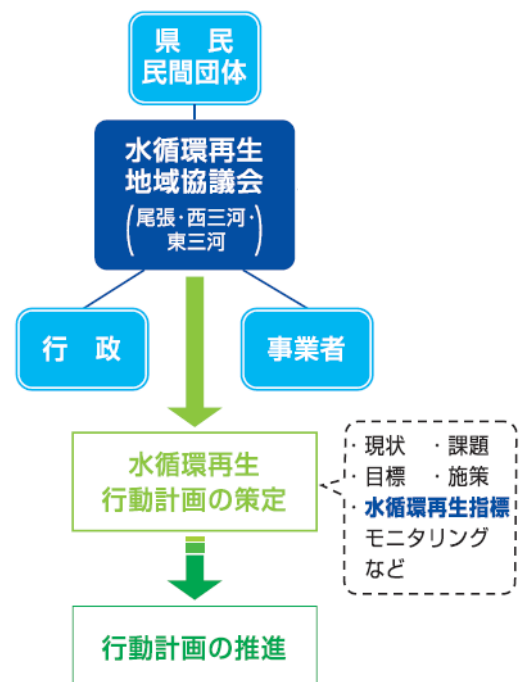 県 民
民間団体
水循環再生
地域協議会
(尾張・西三河・
東三河)
行 政
事業者
水循環再生
行動計画の策定
・現状 ・課題
・目標 ・施策
・水循環再生指標
モニタリング
など
行動計画の推進